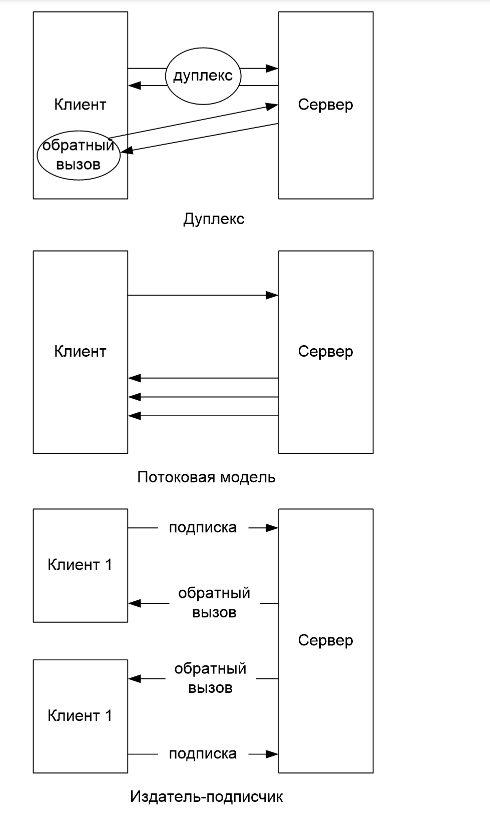 дуплекс
Клиент
Сервер
обратный
вызов
Дуплекс
Клиент
Сервер
Потоковая модель
подписка
Клиент 1
обратный
вызов
Сервер
обратный
вызов
Клиент 1
подписка
Издатель-подписчик